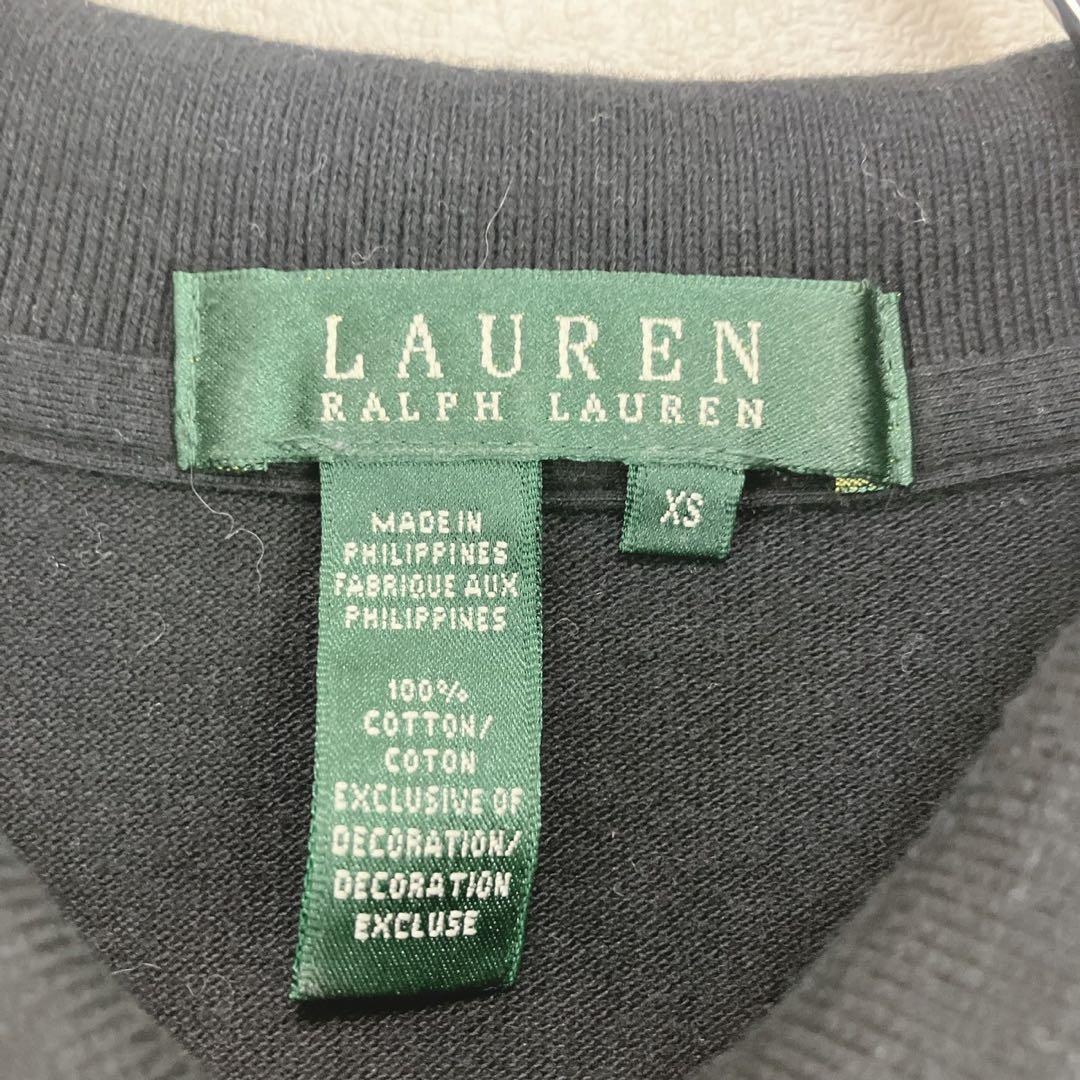 LAUREN
RALPH LAUREN
XS
MADE IN
PHILIPPINES
FABRIQUE AUX
PHILIPPINES
100%
COTTON/
COTON
EXCLUSIVE OF
DECORATION/
DECORATION
EXCLUSE